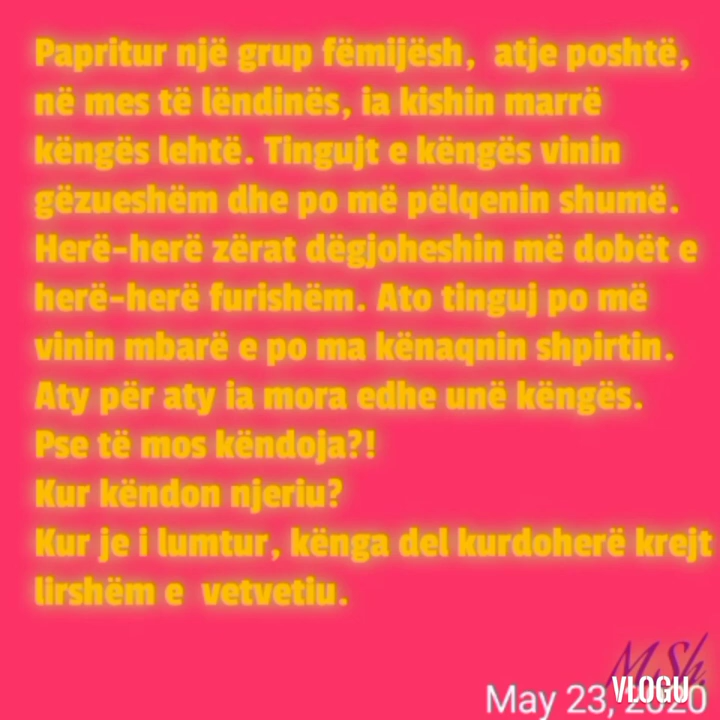 Papritur një grup fëmijësh, atje poshtë,
në mes të lëndinës, ia kishin marrë
këngës lehtë. Tingujt e këngës vinin
gëzueshëm dhe po më pëlqenin shumë.
Herë-herë zërat dëgjoheshin më dobët e
herë-herë furishëm. Ato tinguj po më
vinin mbarë e po ma kënaqnin shpirtin.
Aty për aty ia mora edhe unë këngës.
Pse të mos këndoja?!
Kur këndon njeriu?
Kur je i lumtur, kënga del kurdoherë krejt
lirshëm e vetvetiu.
M.Sh.
VLOGU
May 23, 2020